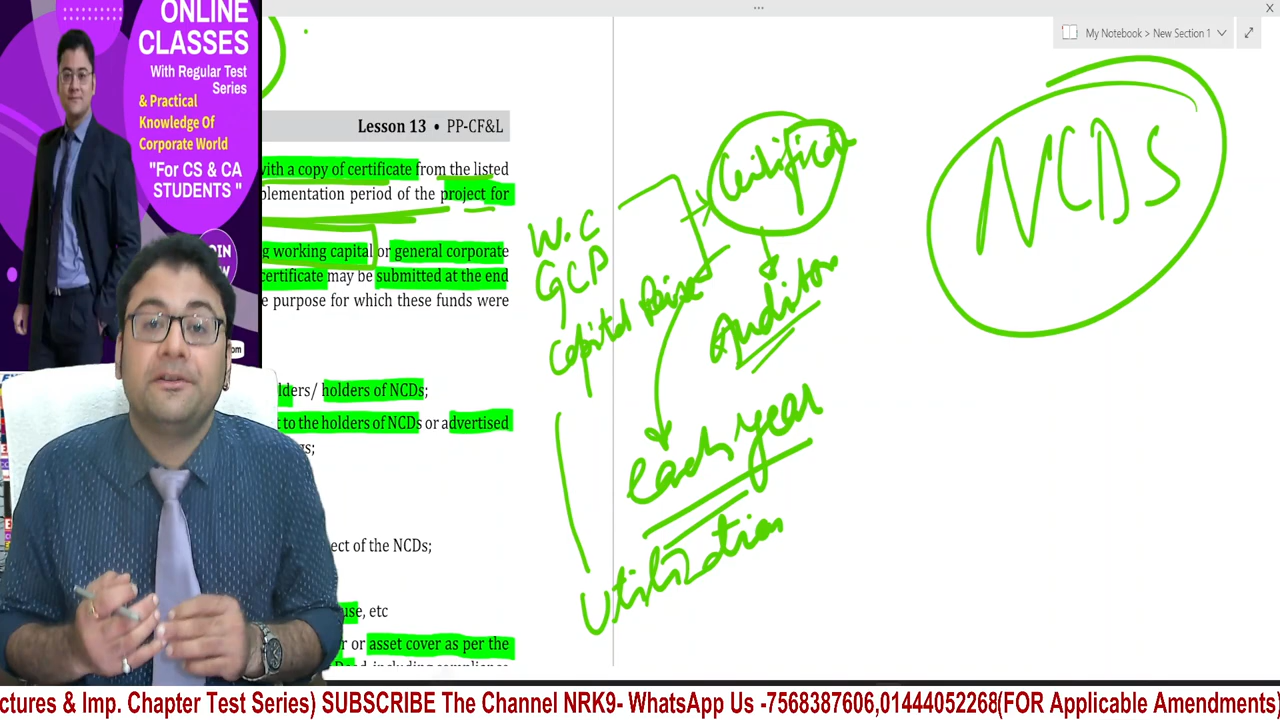 ONLINE
CLASSES
With Regular Test
Series
& Practical
Knowledge Of
Corporate World
"For CS & CA
STUDENTS "
My Notebook > New Section 1
Lesson 13 • PP-CF&L
with a copy of certificate from the listed
plementation period of the project for
working capital or general corporate
certificate may be submitted at the end
e purpose for which these funds were
ders/ holders of NCDs;
t to the holders of NCDs or advertised
gs;
ect of the NCDs;
use, etc
r or asset cover as per the
including compliance
Certificate
W.C
GCP
Capital Raise
Auditor
each year
Utilization
NCDS
ctures & Imp. Chapter Test Series) SUBSCRIBE The Channel NRK9- WhatsApp Us -7568387606,01444052268(FOR Applicable Amendments)